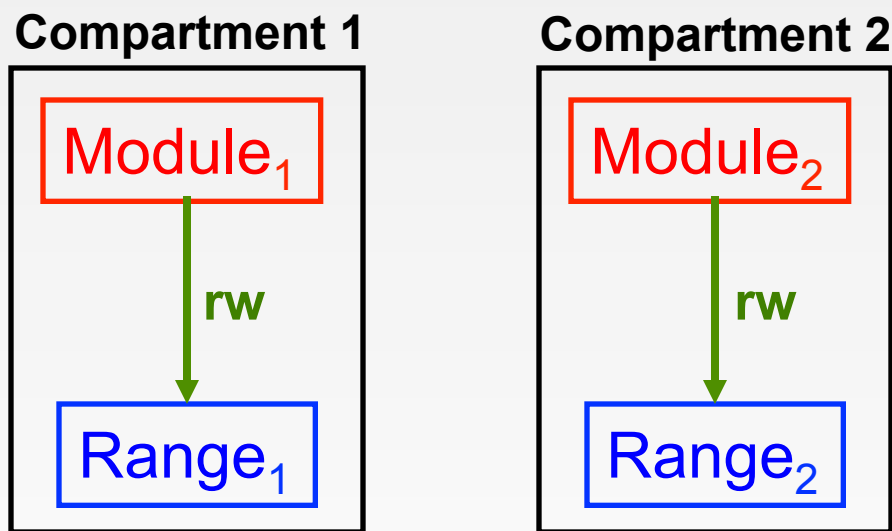 Compartment 1
Compartment 2
Module₁
Module₂
rw
rw
Range₁
Range₂